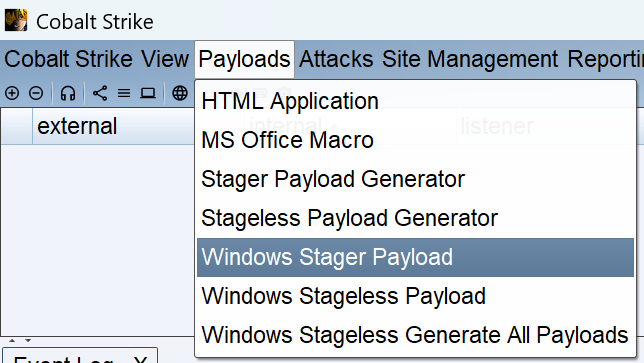 Cobalt Strike
Cobalt Strike View Payloads Attacks Site Management Reporti
HTML Application
external internal listener
MS Office Macro
Stager Payload Generator
Stageless Payload Generator
Windows Stager Payload
Windows Stageless Payload
Windows Stageless Generate All Payloads
Event Log X